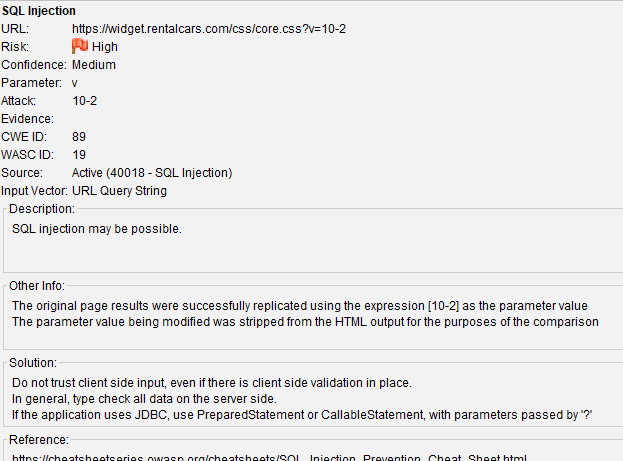 SQL Injection
URL: https://widget.rentalcars.com/css/core.css?v=10-2
Risk: High
Confidence: Medium
Parameter: v
Attack: 10-2
Evidence:
CWE ID: 89
WASC ID: 19
Source: Active (40018 - SQL Injection)
Input Vector: URL Query String
Description:
SQL injection may be possible.
Other Info:
The original page results were successfully replicated using the expression [10-2] as the parameter value
The parameter value being modified was stripped from the HTML output for the purposes of the comparison
Solution:
Do not trust client side input, even if there is client side validation in place.
In general, type check all data on the server side.
If the application uses JDBC, use PreparedStatement or CallableStatement, with parameters passed by '?'
Reference:
https://cheatsheetseries.owasp.org/cheatsheets/SQL_Injection_Prevention_Cheat_Sheet.html